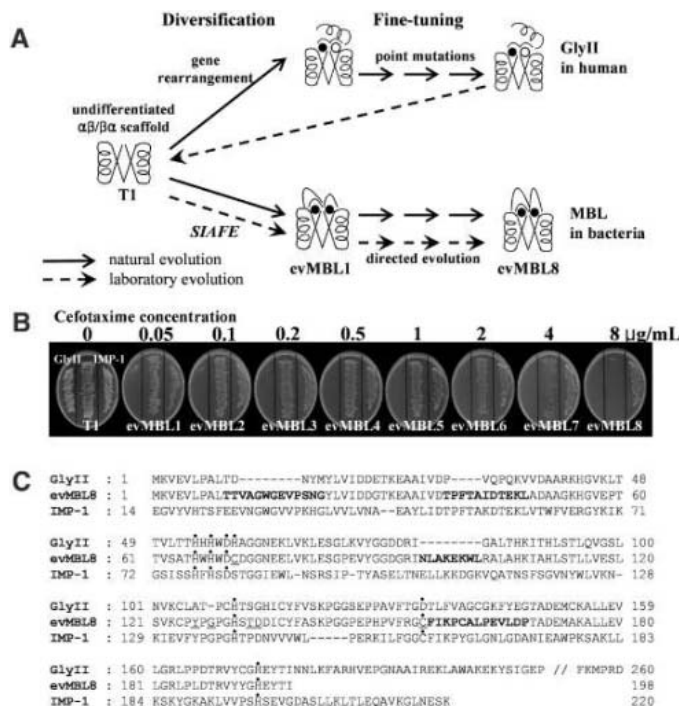 A
Diversification Fine-tuning
gene
rearrangement
point mutations
GlyII
in human
undifferentiated
αβ/βα scaffold
T1
SIAFE
MBL
in bacteria
evMBL1
directed evolution
evMBL8
natural evolution
laboratory evolution
B
Cefotaxime concentration
0 0.05 0.1 0.2 0.5 1 2 4 8 μg/mL
GlyII IMP-1
T1 evMBL1 evMBL2 evMBL3 evMBL4 evMBL5 evMBL6 evMBL7 evMBL8
C
GlyII : 1 MKVEVLPALTD--------NYMYLVIDDETKEAAIVDP----VQPQKVVDAARKHGVKLT 48
evMBL8 : 1 MKVEVLPALWDTTVAGWGEVPSNGYLVIDDGTKEAAIVDTPFTAIDTEKLADAAGKHGVEPT 60
IMP-1 : 14 EGVYVHTSFEEVNGWGVVPKHGLVVLVNA--EAYLIDTPFTAKDTEKLVTWFVERGYKIK 71
GlyII : 49 TVLTTHHHWDHAGGNEKLVKLESGLKVYGGDDRI-----GALTHKITHLSTLQVGSL 100
evMBL8 : 61 TVSATHWHWDCDGGNEVLKLESPGEVYGGDGRINLAKEKWLRALAHKIAHLSTLLVGSL 120
IMP-1 : 72 GSISSHFHSDSTGGIEWL-NSRSIP-TYASELTNELLKKDGKVQATNSFSGVNYWLVKN- 128
GlyII : 101 NVKCLAT-PCHTSGHICYFVSKPGGSEPPAVFTGDTLFVAGCGKFYEGTADEMCKALLEV 159
evMBL8 : 121 SVKCPYPGPGHSTDDICYFASKPGGPEHPVFRGCFIKPCALPEVLDPTADEMCKALLEV 180
IMP-1 : 129 KIEVFYPGPGHTPDNVVVWL-----PERKILFGGCFIKPYGLGNLGDANIEAWPKSAKLL 183
GlyII : 160 LGRLPPDTRVYCGHEYTINNLKFARHVEPGNAAIREKLAWAKEKYSIGEP // FKMPRD 260
evMBL8 : 181 LGRLPLDTRVYYGHEYTI 198
IMP-1 : 184 KSKYGKAKLVVPSHSEVGDASLLKLTLEQAVKGLNESK 220